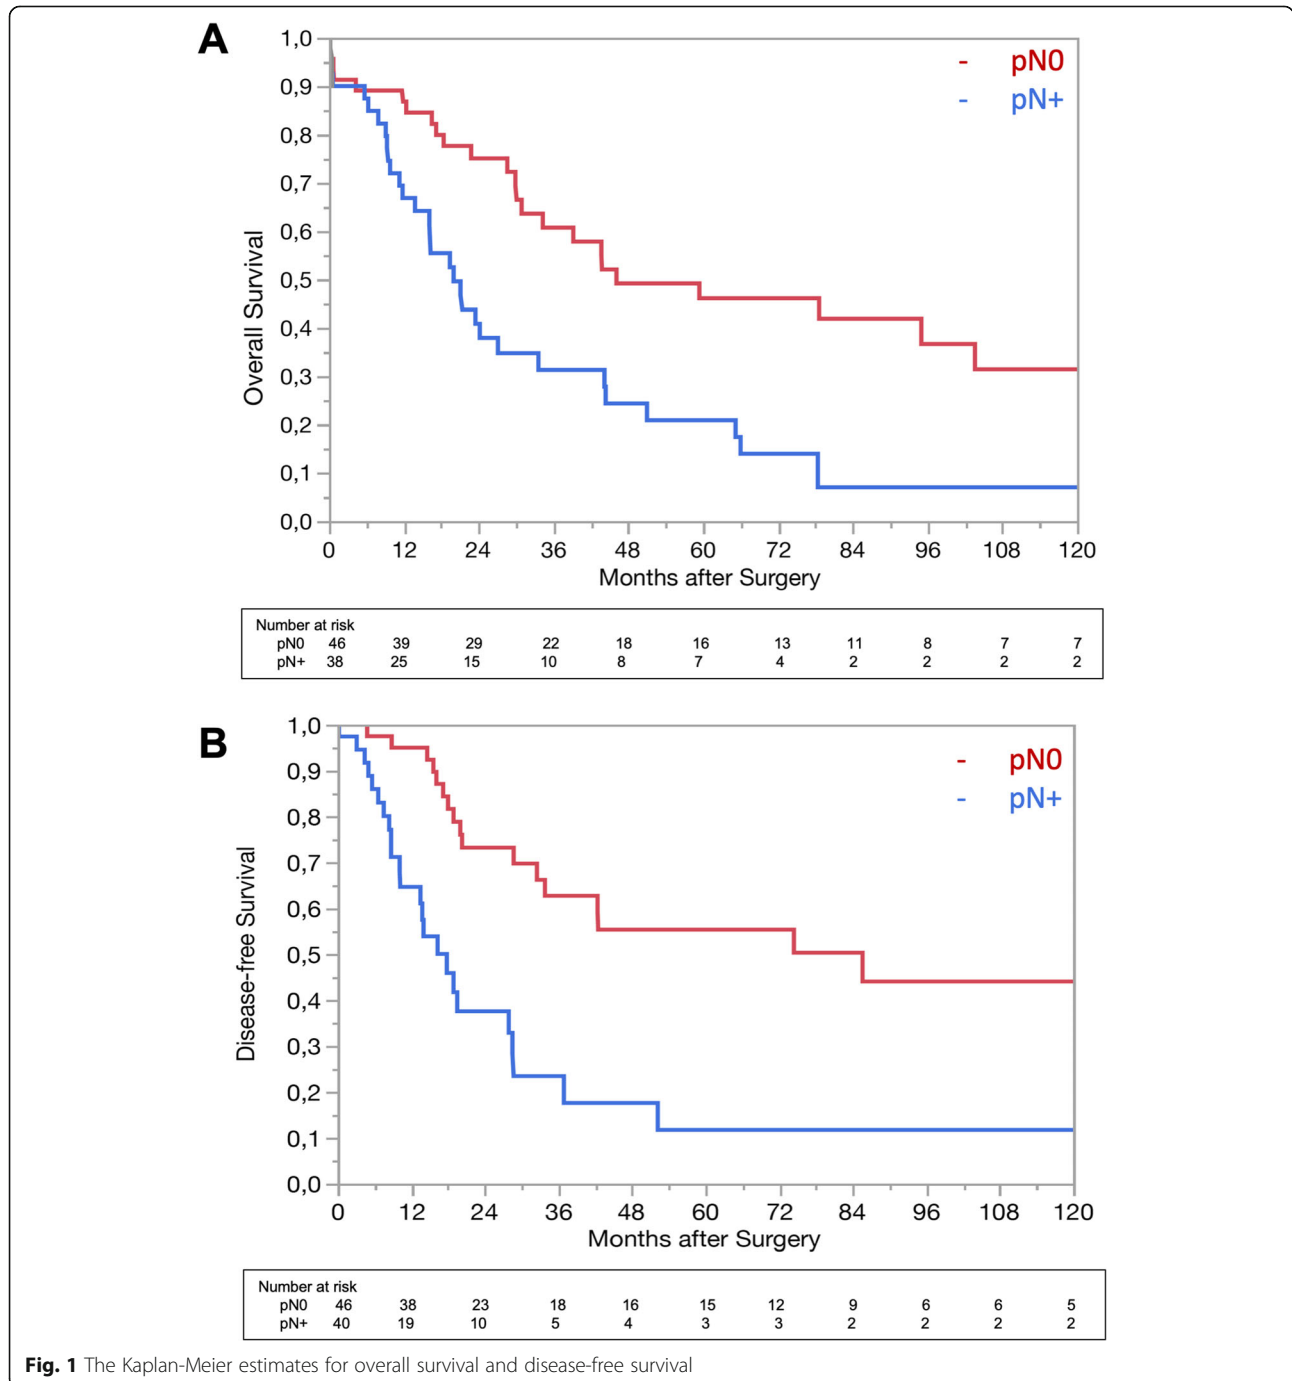 A
1,0
0,9
0,8
0,7
0,6
0,5
0,4
0,3
0,2
0,1
0,0
Overall Survival
- pN0
- pN+
0 12 24 36 48 60 72 84 96 108 120
Months after Surgery
Number at risk
pN0 46 39 29 22 18 16 13 11 8 7 7
pN+ 38 25 15 10 8 7 4 2 2 2 2
B
1,0
0,9
0,8
0,7
0,6
0,5
0,4
0,3
0,2
0,1
0,0
Disease-free Survival
- pN0
- pN+
0 12 24 36 48 60 72 84 96 108 120
Months after Surgery
Number at risk
pN0 46 38 23 18 16 15 12 9 6 6 5
pN+ 40 19 10 5 4 3 3 2 2 2 2
Fig. 1 The Kaplan-Meier estimates for overall survival and disease-free survival